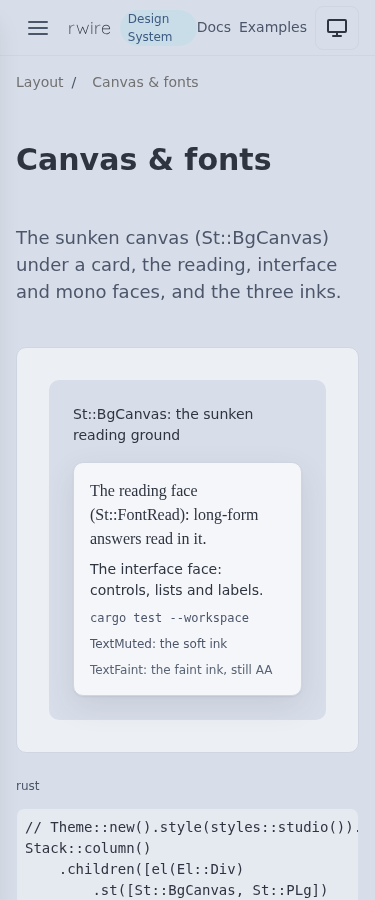 rwire
Design System
Docs Examples
Layout / Canvas & fonts
Canvas & fonts
The sunken canvas (St::BgCanvas)
under a card, the reading, interface
and mono faces, and the three inks.
St::BgCanvas: the sunken
reading ground
The reading face
(St::FontRead): long-form
answers read in it.
The interface face:
controls, lists and labels.
cargo test --workspace
TextMuted: the soft ink
TextFaint: the faint ink, still AA
rust
// Theme::new().style(styles::studio()).
Stack::column()
    .children([el(El::Div)
        .st([St::BgCanvas, St::PLg])